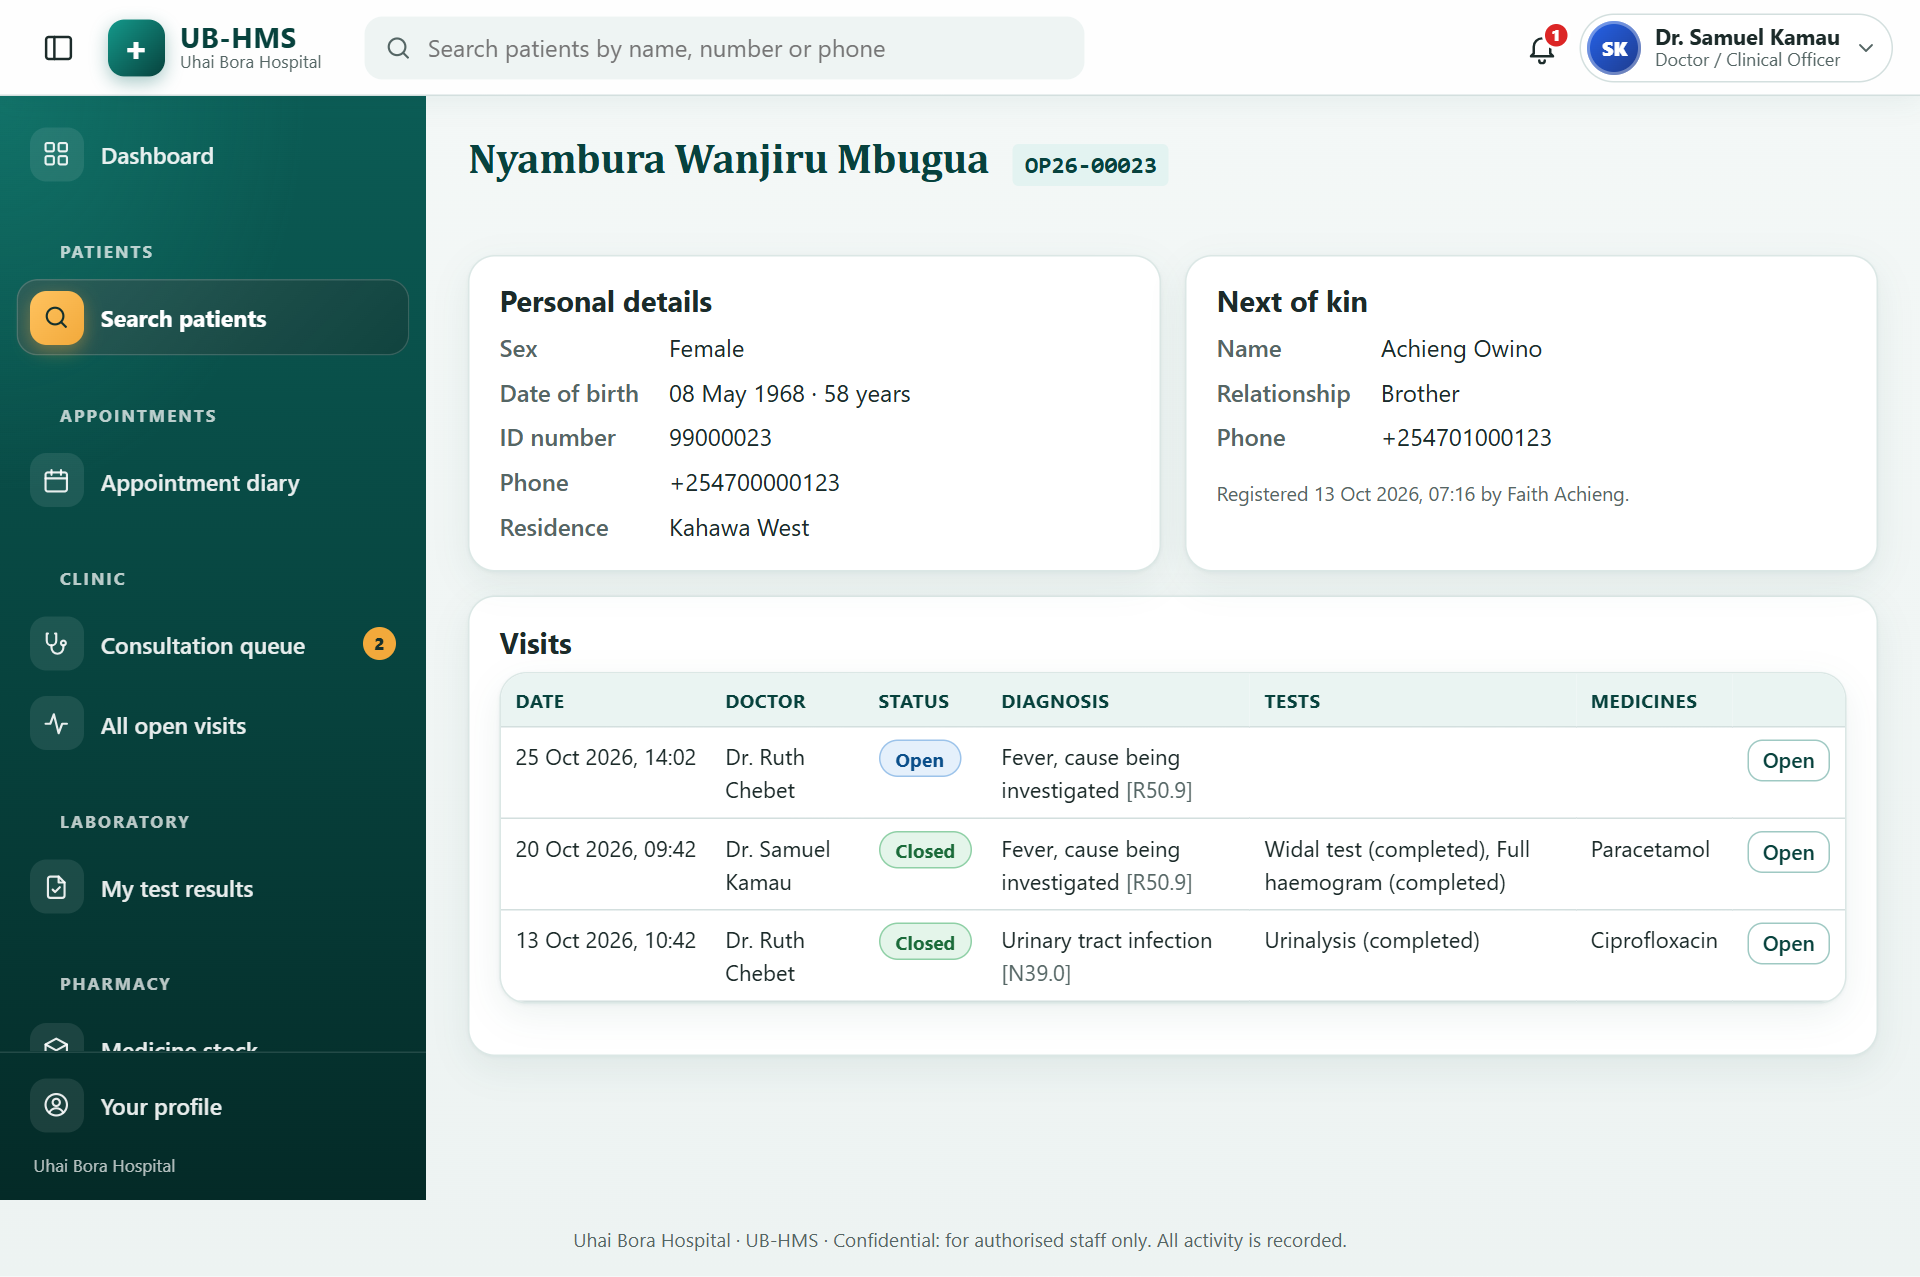 UB-HMS
Uhai Bora Hospital
Search patients by name, number or phone
1
SK
Dr. Samuel Kamau
Doctor / Clinical Officer
Dashboard
PATIENTS
Search patients
APPOINTMENTS
Appointment diary
CLINIC
Consultation queue 2
All open visits
LABORATORY
My test results
PHARMACY
Medicine stock
Your profile
Uhai Bora Hospital
Nyambura Wanjiru Mbugua OP26-00023
Personal details
Sex Female
Date of birth 08 May 1968 · 58 years
ID number 99000023
Phone +254700000123
Residence Kahawa West
Next of kin
Name Achieng Owino
Relationship Brother
Phone +254701000123
Registered 13 Oct 2026, 07:16 by Faith Achieng.
Visits
DATE DOCTOR STATUS DIAGNOSIS TESTS MEDICINES
25 Oct 2026, 14:02 Dr. Ruth Open Fever, cause being Open
Chebet investigated [R50.9]
20 Oct 2026, 09:42 Dr. Samuel Closed Fever, cause being Widal test (completed), Full Paracetamol Open
Kamau investigated [R50.9] haemogram (completed)
13 Oct 2026, 10:42 Dr. Ruth Closed Urinary tract infection Urinalysis (completed) Ciprofloxacin Open
Chebet [N39.0]
Uhai Bora Hospital · UB-HMS · Confidential: for authorised staff only. All activity is recorded.